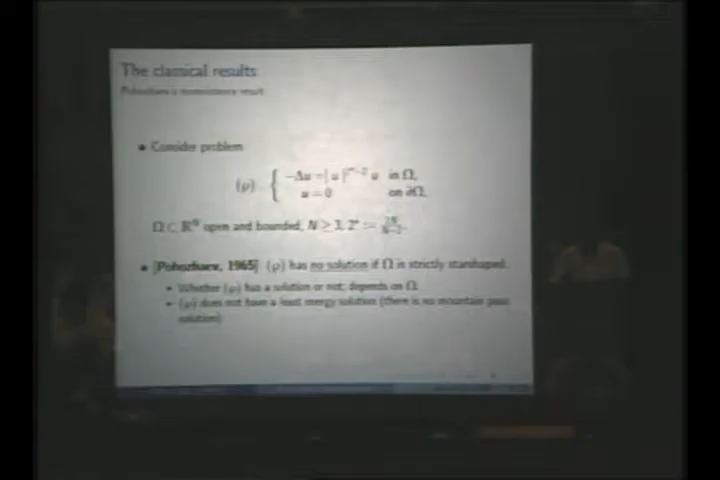 The classical results
Pohozhaev's nonexistence result
• Consider problem
(℘) { −Δu = |u|^{2*−2} u in Ω,
u = 0 on ∂Ω,
Ω ⊂ ℝ^N open and bounded, N ≥ 3, 2* := 2N/(N−2).
• [Pohozhaev, 1965] (℘) has no solution if Ω is strictly starshaped.
• Whether (℘) has a solution or not, depends on Ω.
• (℘) does not have a least energy solution (there is no mountain pass
solution)